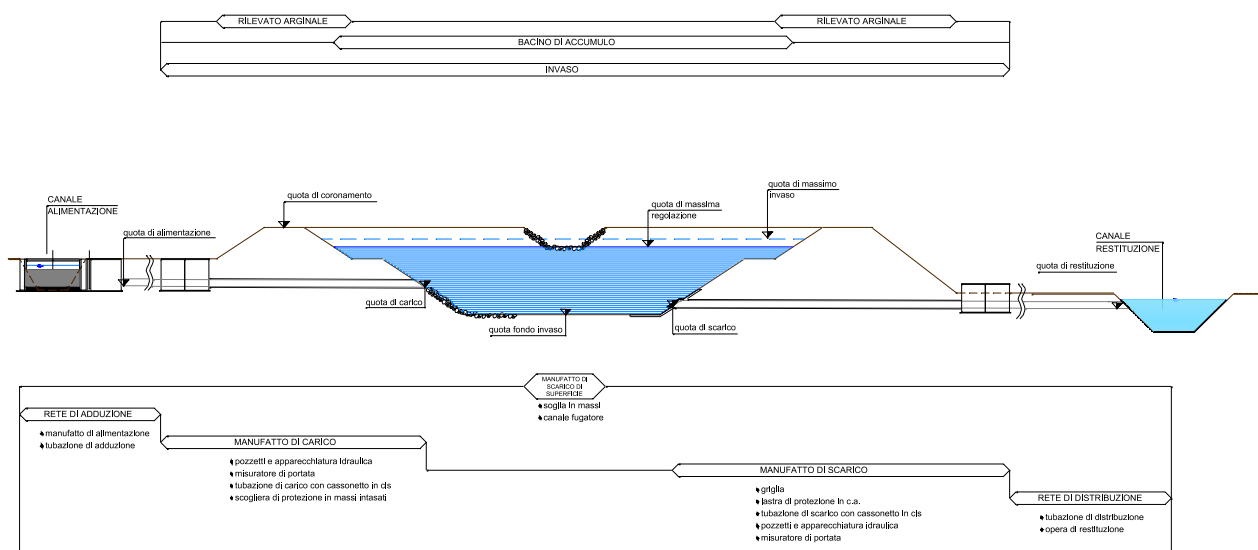 RILEVATO ARGINALE
RILEVATO ARGINALE
BACINO DI ACCUMULO
INVASO
CANALE
ALIMENTAZIONE
quota di alimentazione
quota di coronamento
quota di massima
regolazione
quota di massimo
invaso
CANALE
RESTITUZIONE
quota di restituzione
quota di carico
quota fondo invaso
quota di scarico
MANUFATTO DI
SCARICO DI
SUPERFICIE
soglia in massi
canale fugatore
RETE DI ADDUZIONE
manufatto di alimentazione
tubazione di adduzione
MANUFATTO DI CARICO
pozzetti e apparecchiatura idraulica
misuratore di portata
tubazione di carico con cassonetto in cls
scogliera di protezione in massi intasati
MANUFATTO DI SCARICO
griglia
lastra di protezione in c.a.
tubazione di scarico con cassonetto in cls
pozzetti e apparecchiatura idraulica
misuratore di portata
RETE DI DISTRIBUZIONE
tubazione di distribuzione
opera di restituzione